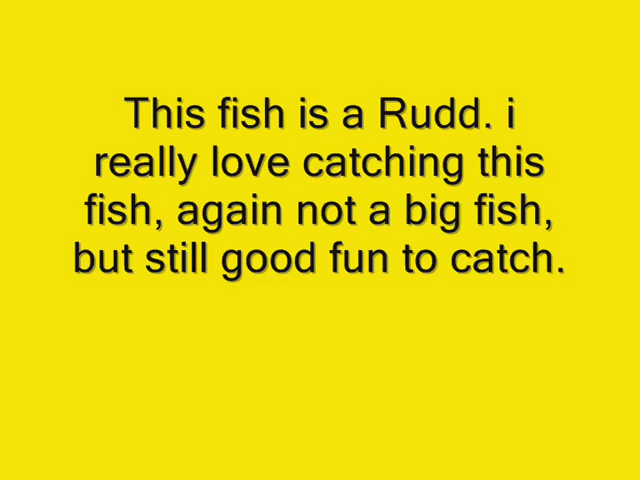 This fish is a Rudd. i
really love catching this
fish, again not a big fish,
but still good fun to catch.